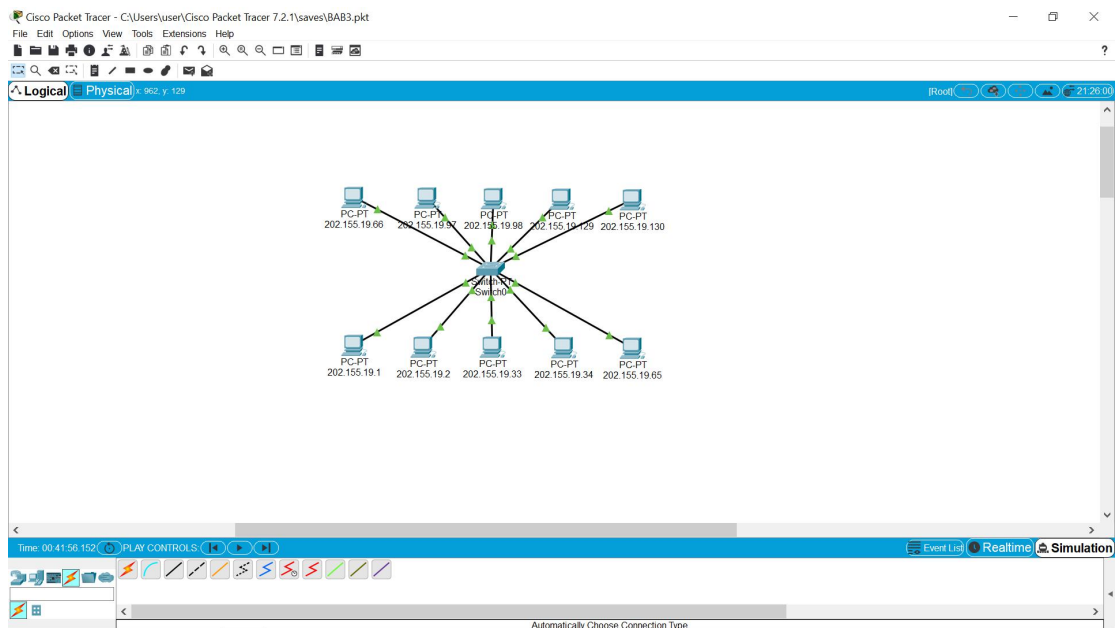 Cisco Packet Tracer - C:\Users\user\Cisco Packet Tracer 7.2.1\saves\BAB3.pkt
File Edit Options View Tools Extensions Help
?
Logical Physical x: 962, y: 129 [Root] 21:26:00
PC-PT PC-PT PC-PT PC-PT PC-PT
202.155.19.66 202.155.19.97 202.155.19.98 202.155.19.129 202.155.19.130
Switch-PT
Switch0
PC-PT PC-PT PC-PT PC-PT PC-PT
202.155.19.1 202.155.19.2 202.155.19.33 202.155.19.34 202.155.19.65
Time: 00:41:56.152 PLAY CONTROLS: Event List Realtime Simulation
Automatically Choose Connection Type